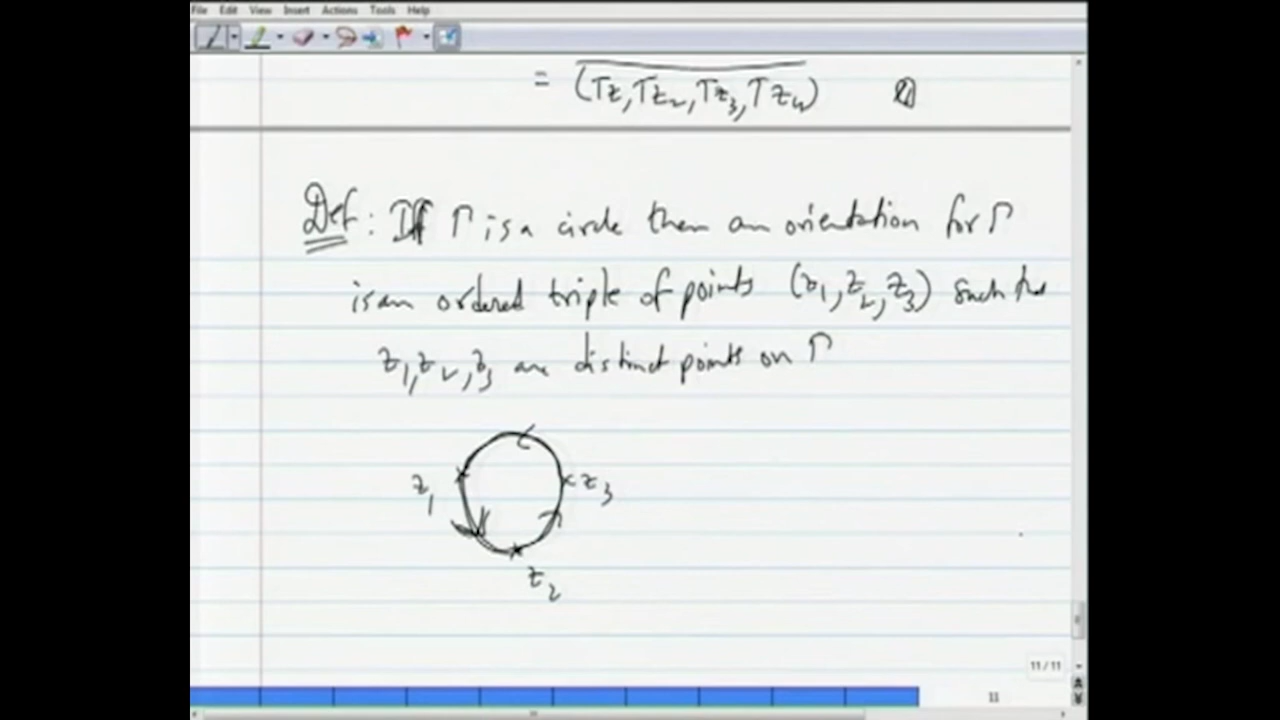 File Edit View Insert Actions Tools Help
= (Tz, Tz2, Tz3, Tz4)
Def: If Γ is a circle then an orientation for Γ
is an ordered triple of points (z1, z2, z3) such
z1, z2, z3 are distinct points on Γ
z1
z3
z2
11 / 11
11